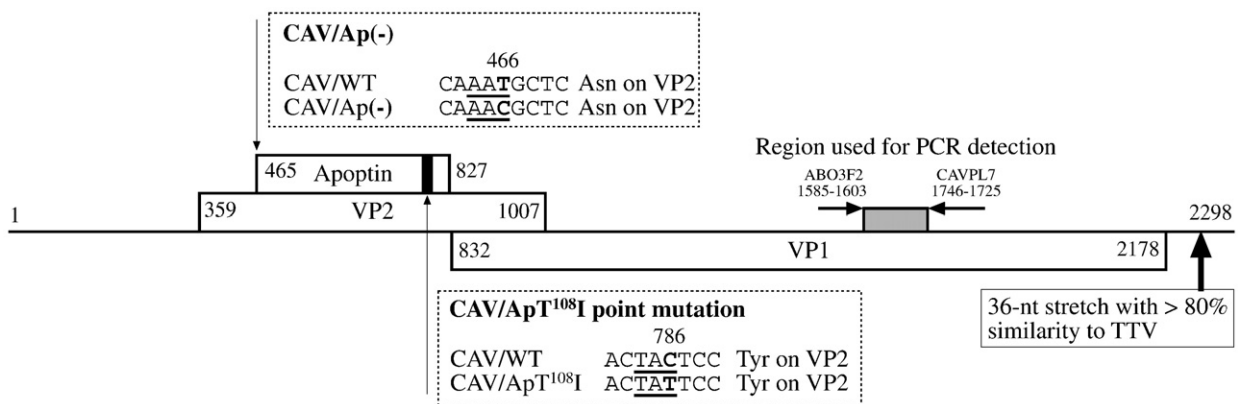 CAV/Ap(-)
466
CAV/WT CAAATGCTC Asn on VP2
CAV/Ap(-) CAAACGCTC Asn on VP2
Region used for PCR detection
ABO3F2 CAVPL7
1585-1603 1746-1725
465 Apoptin 827
359 VP2 1007
1 2298
832 VP1 2178
CAV/ApT¹⁰⁸I point mutation
786
CAV/WT ACTACTCC Tyr on VP2
CAV/ApT¹⁰⁸I ACTATTCC Tyr on VP2
36-nt stretch with > 80%
similarity to TTV